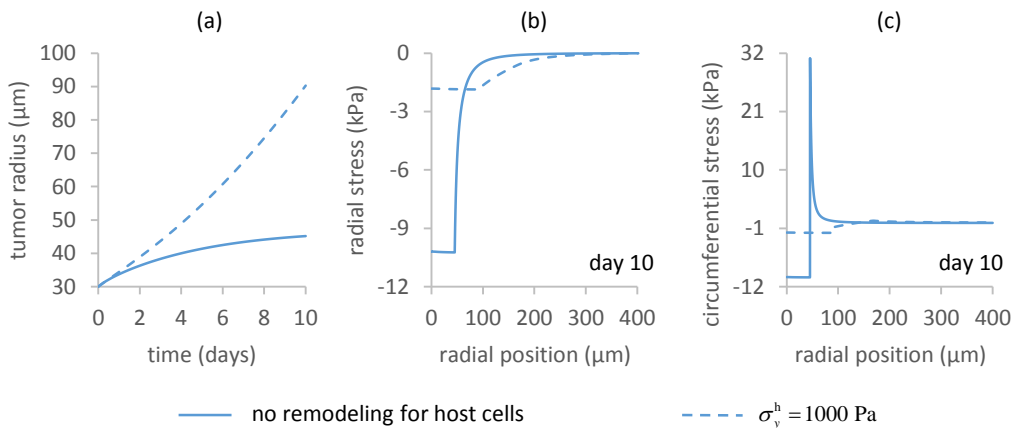 (a)
(b)
(c)
tumor radius (µm)
100
90
80
70
60
50
40
30
0
2
4
6
8
10
time (days)
radial stress (kPa)
0
-3
-6
-9
-12
day 10
0
100
200
300
400
radial position (µm)
circumferential stress (kPa)
32
21
10
-1
-12
day 10
0
100
200
300
400
radial position (µm)
no remodeling for host cells
σ_y^h = 1000 Pa